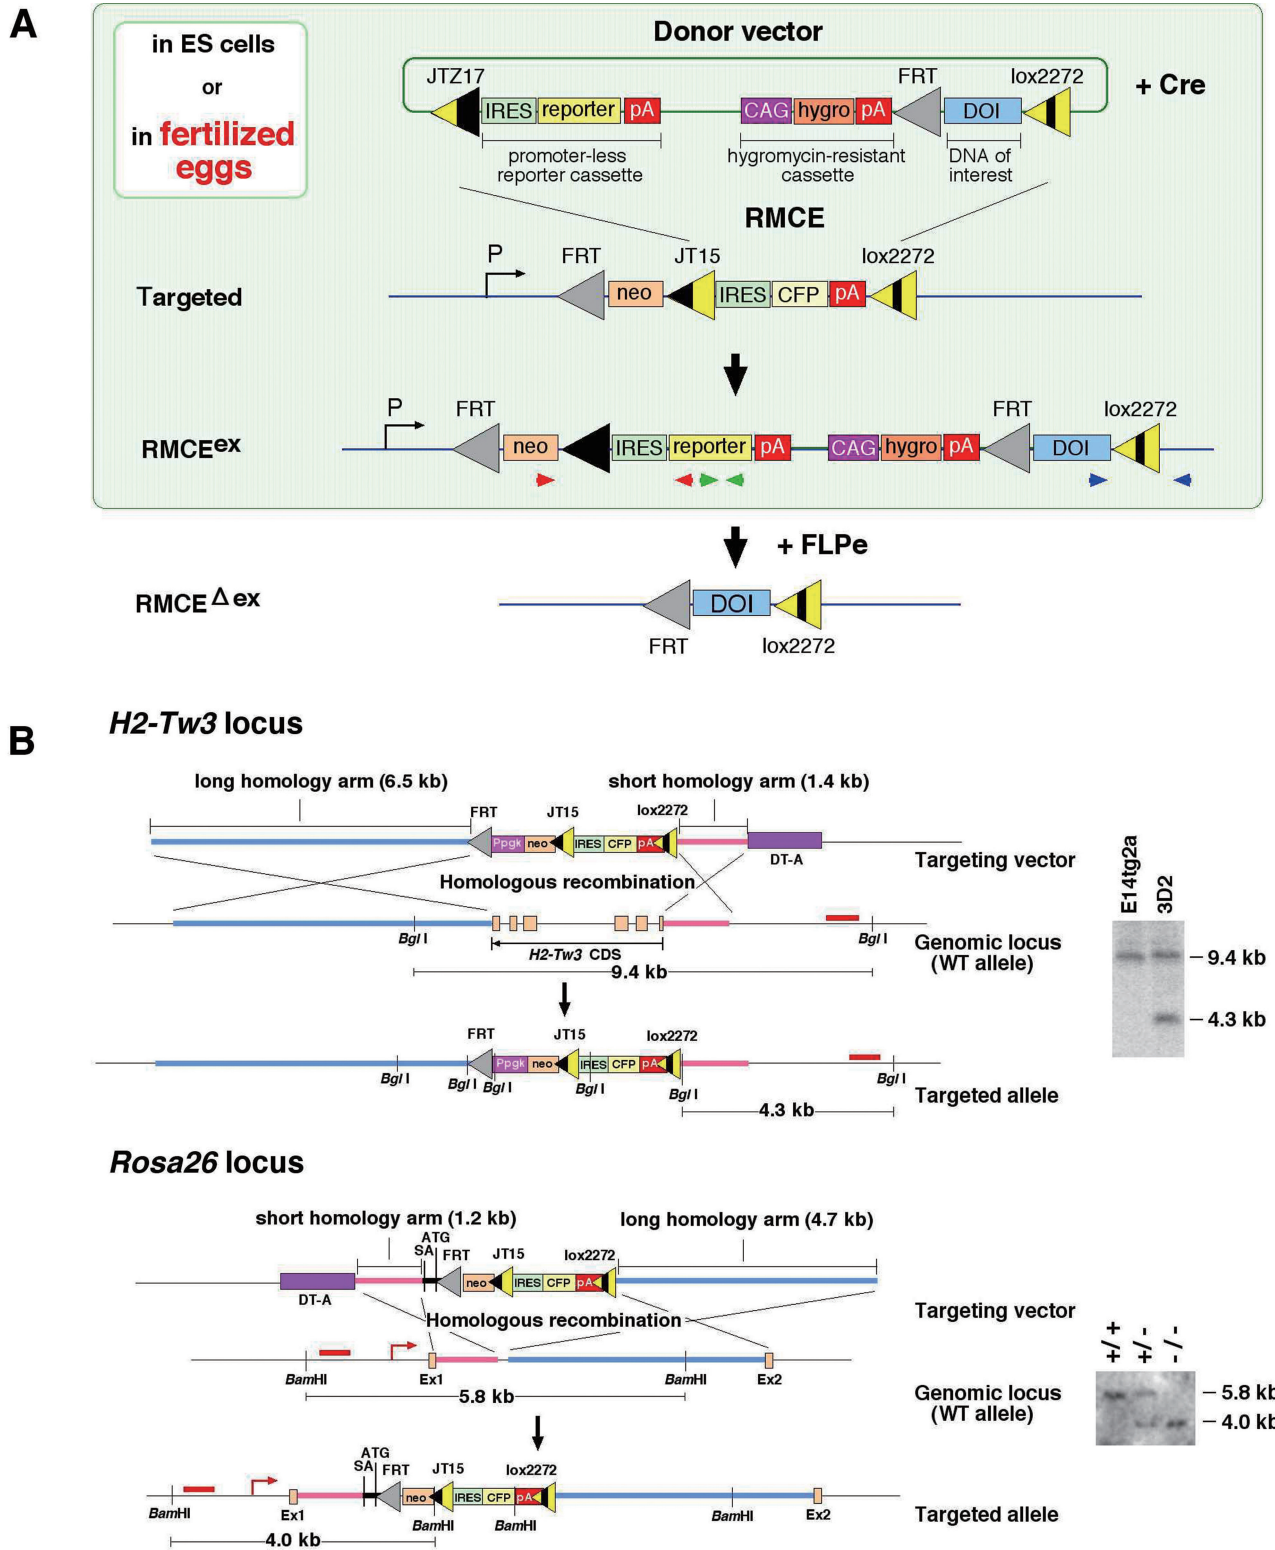 A
in ES cells
or
in fertilized
eggs
Donor vector
+ Cre
JTZ17
FRT
lox2272
IRES reporter pA
CAG hygro pA
DOI
promoter-less
reporter cassette
hygromycin-resistant
cassette
DNA of
interest
RMCE
Targeted
P
FRT
JT15
lox2272
neo
IRES CFP pA
RMCEex
P
FRT
FRT
lox2272
neo
IRES reporter pA
CAG hygro pA
DOI
+ FLPe
RMCE Δ ex
DOI
FRT
lox2272
B
H2-Tw3 locus
long homology arm (6.5 kb)
short homology arm (1.4 kb)
FRT
JT15
lox2272
Ppgk neo
IRES CFP pA
DT-A
Targeting vector
Homologous recombination
Bgl I
Bgl I
H2-Tw3 CDS
9.4 kb
Genomic locus
(WT allele)
FRT
JT15
lox2272
Ppgk neo
IRES CFP pA
Bgl I
Bgl I
Bgl I
Bgl I
Bgl I
Bgl I
4.3 kb
Targeted allele
E14tg2a
3D2
9.4 kb
4.3 kb
Rosa26 locus
short homology arm (1.2 kb)
long homology arm (4.7 kb)
ATG
SA
FRT
JT15
lox2272
neo
IRES CFP pA
DT-A
Targeting vector
Homologous recombination
BamHI
Ex1
BamHI
Ex2
5.8 kb
Genomic locus
(WT allele)
ATG
SA
FRT
JT15
lox2272
neo
IRES CFP pA
BamHI
Ex1
BamHI
BamHI
BamHI
Ex2
4.0 kb
Targeted allele
+/+
+/-
-/-
5.8 kb
4.0 kb